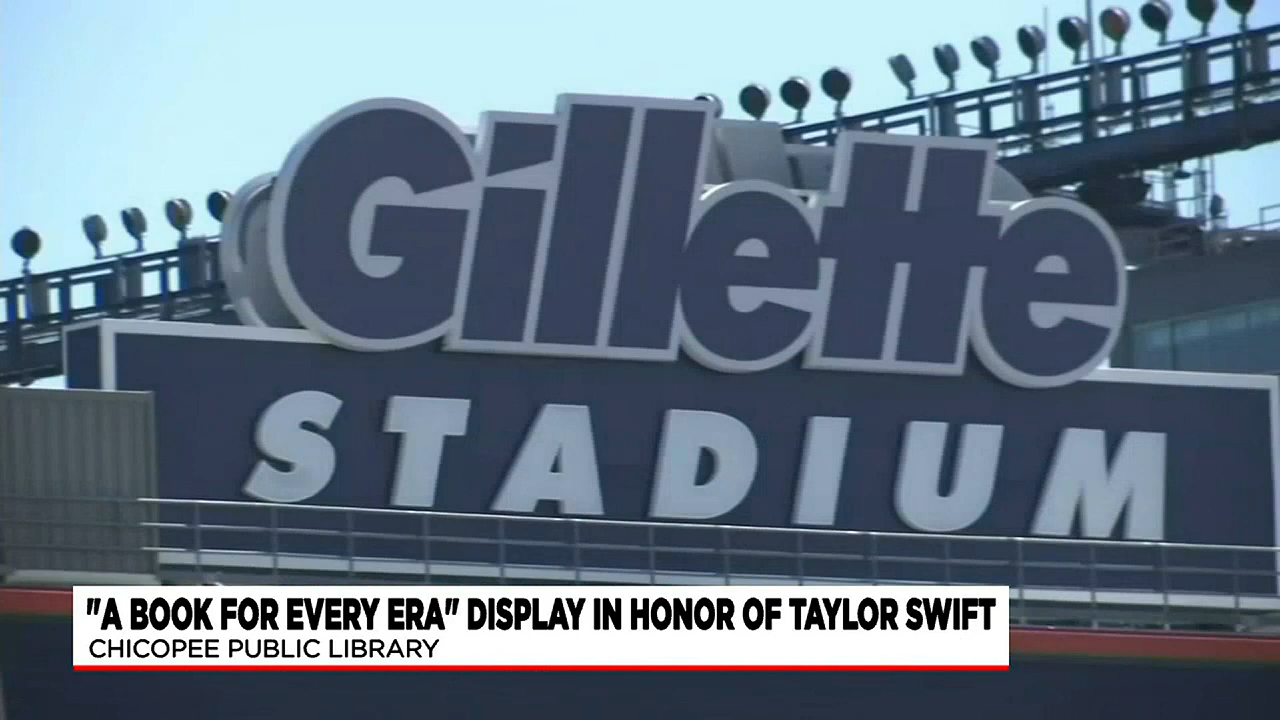 Gillette
STADIUM
"A BOOK FOR EVERY ERA" DISPLAY IN HONOR OF TAYLOR SWIFT
CHICOPEE PUBLIC LIBRARY